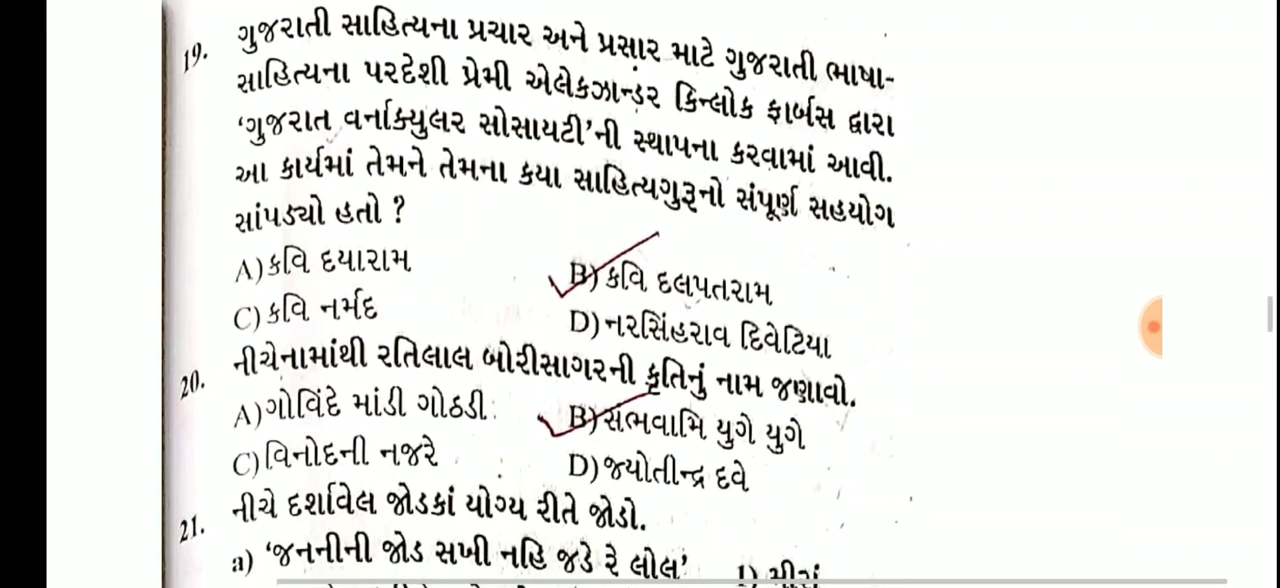 19. ગુજરાતી સાહિત્યના પ્રચાર અને પ્રસાર માટે ગુજરાતી ભાષા-
સાહિત્યના પરદેશી પ્રેમી એલેકઝાન્ડર કિન્લોક ફાર્બસ દ્વારા
‘ગુજરાત વર્નાક્યુલર સોસાયટી’ની સ્થાપના કરવામાં આવી.
આ કાર્યમાં તેમને તેમના કયા સાહિત્યગુરૂનો સંપૂર્ણ સહયોગ
સાંપડ્યો હતો ?
A) કવિ દયારામ B) કવિ દલપતરામ
C) કવિ નર્મદ D) નરસિંહરાવ દિવેટિયા
20. નીચેનામાંથી રતિલાલ બોરીસાગરની કૃતિનું નામ જણાવો.
A) ગોવિંદે માંડી ગોઠડી B) સંભવામિ યુગે યુગે
C) વિનોદની નજરે D) જ્યોતીન્દ્ર દવે
21. નીચે દર્શાવેલ જોડકાં યોગ્ય રીતે જોડો.
a) ‘જનનીની જોડ સખી નહિ જડે રે લોલ’ 1) મીરાં